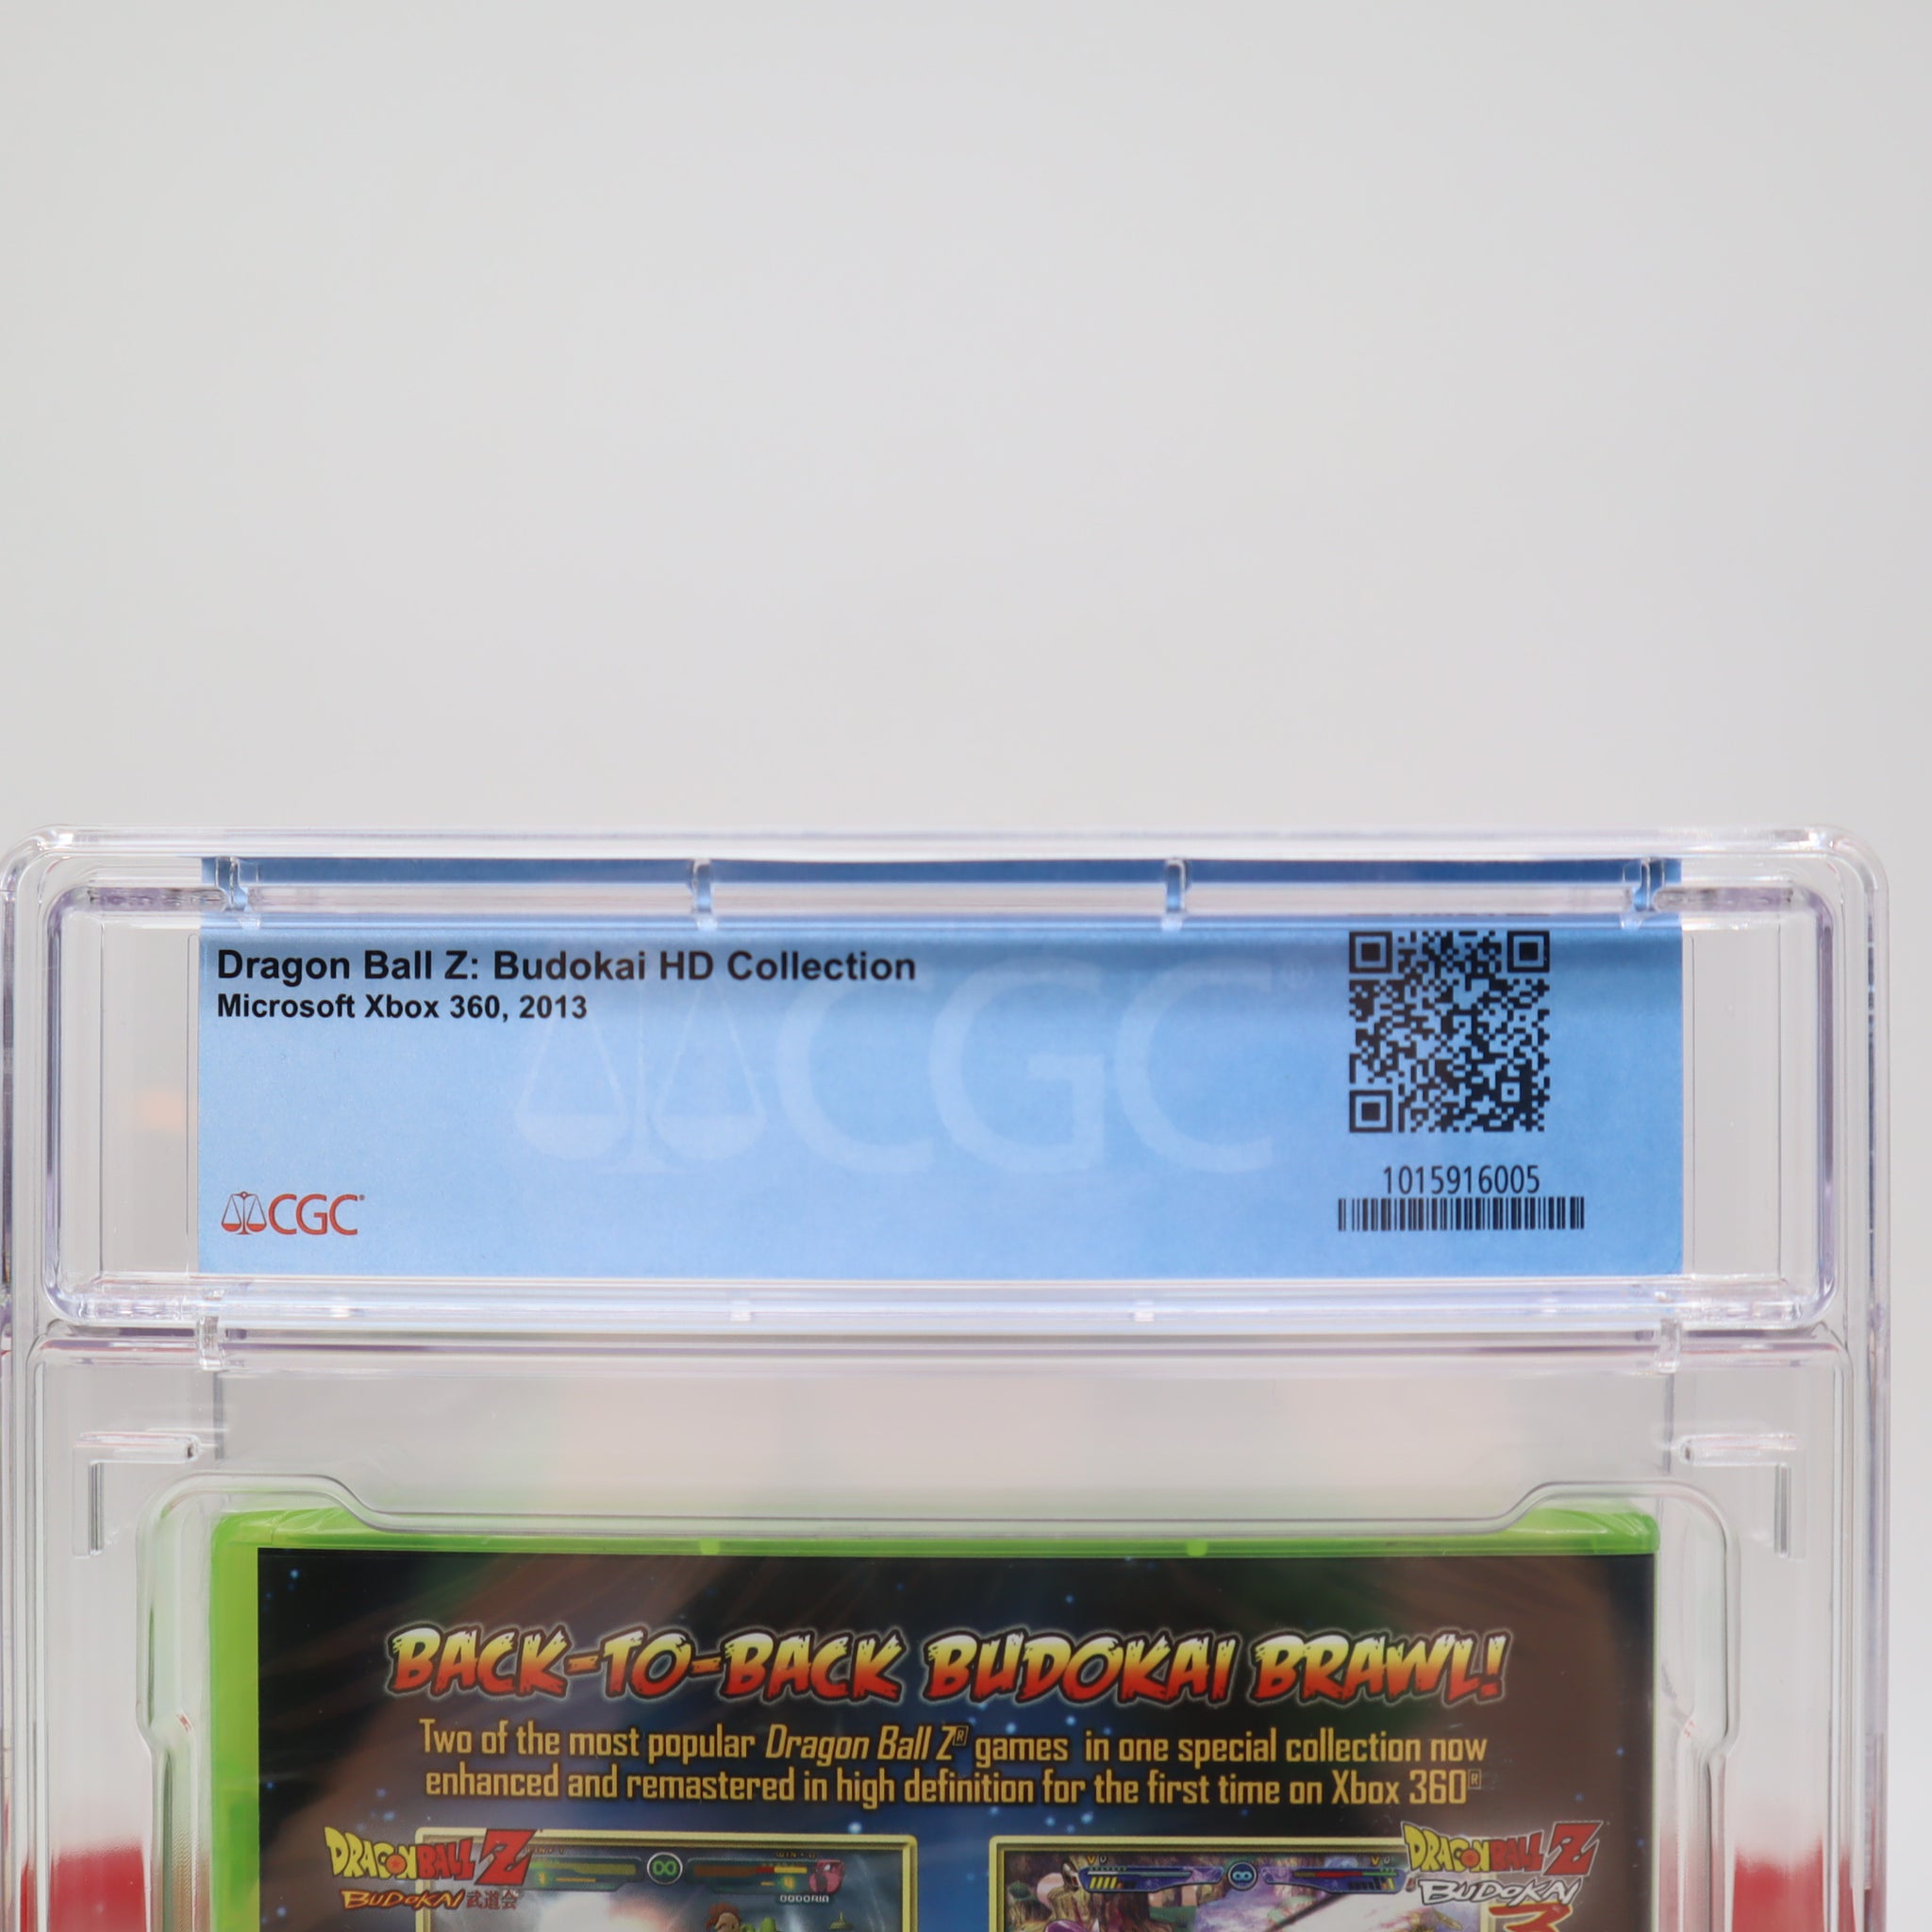 Dragon Ball Z: Budokai HD Collection
Microsoft Xbox 360, 2013
CGC®
1015916005
CGC®
BACK-TO-BACK BUDOKAI BRAWL!
Two of the most popular Dragon Ball Z® games in one special collection now
enhanced and remastered in high definition for the first time on Xbox 360®
DRAGON BALL Z
BUDOKAI 武道会
DODORIA
DRAGON BALL Z
BUDOKAI
3